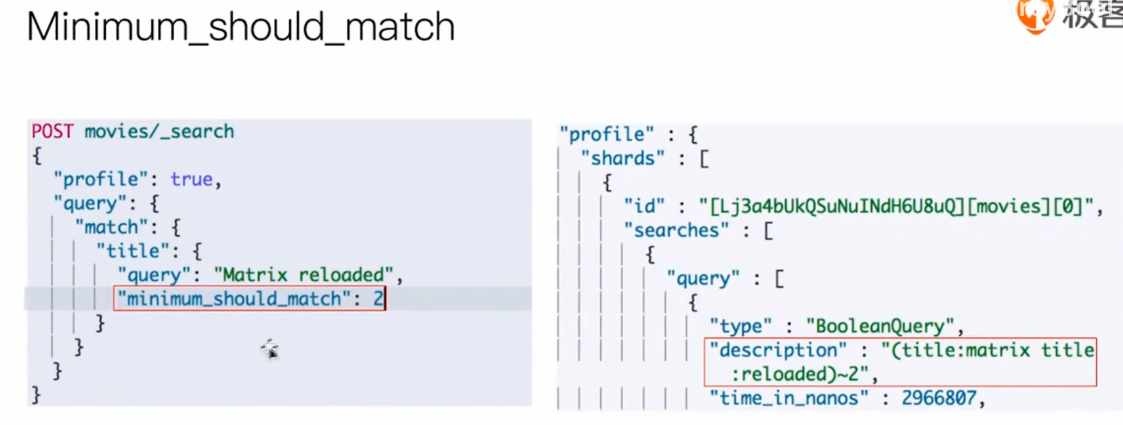 Minimum_should_match
极客
POST movies/_search
{
"profile": true,
"query": {
"match": {
"title": {
"query": "Matrix reloaded",
"minimum_should_match": 2
}
}
}
}
"profile" : {
"shards" : [
{
"id" : "[Lj3a4bUkQSuNuINdH6U8uQ][movies][0]",
"searches" : [
{
"query" : [
{
"type" : "BooleanQuery",
"description" : "(title:matrix title
:reloaded)~2",
"time_in_nanos" : 2966807,